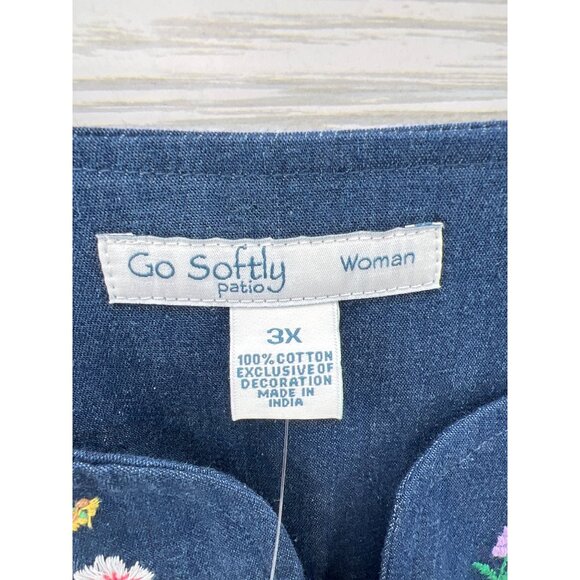 Go Softly Woman
patio
3X
100% COTTON
EXCLUSIVE OF
DECORATION
MADE IN
INDIA